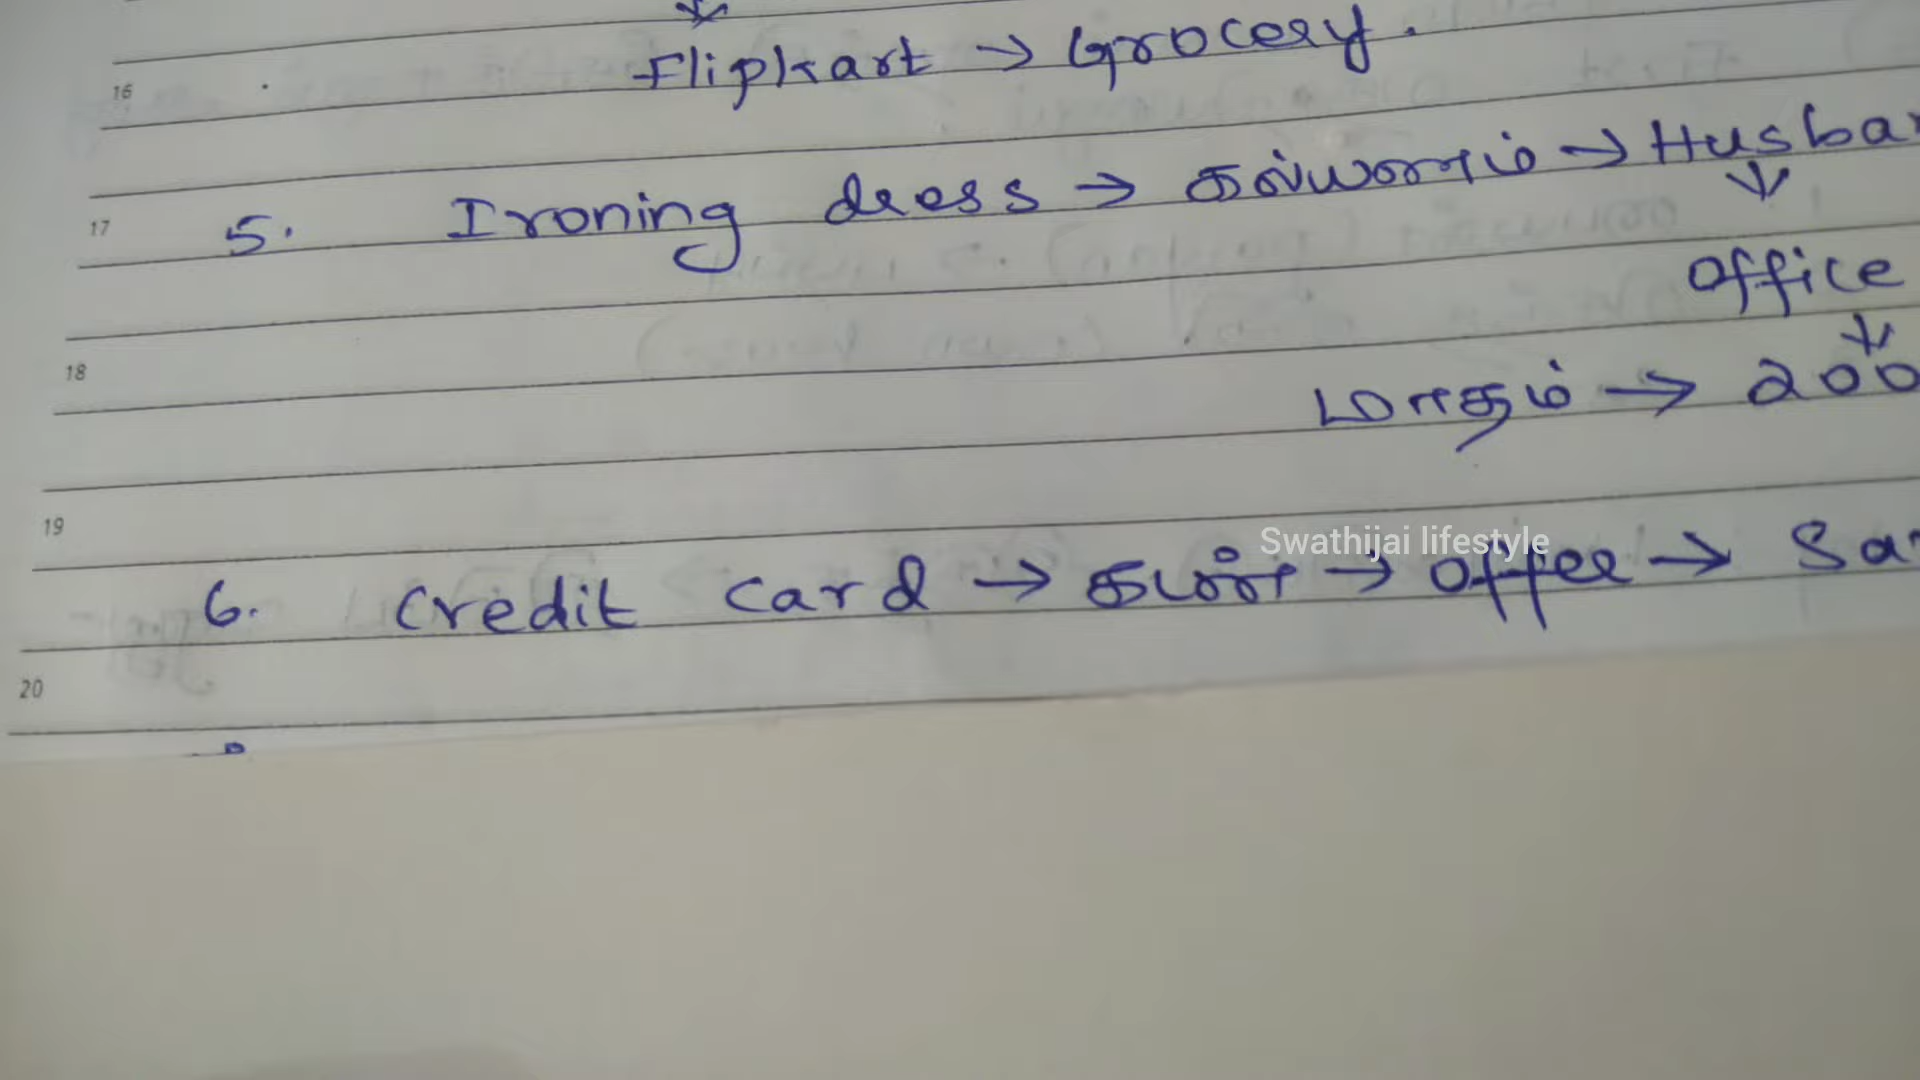 16
Flipkart → Grocery.
17
5. Ironing dress → கல்யாணம் → Husba
office
18
மாதம் → 200
19
Swathijai lifestyle
6. Credit Card → கடன் → offer → Sa
20